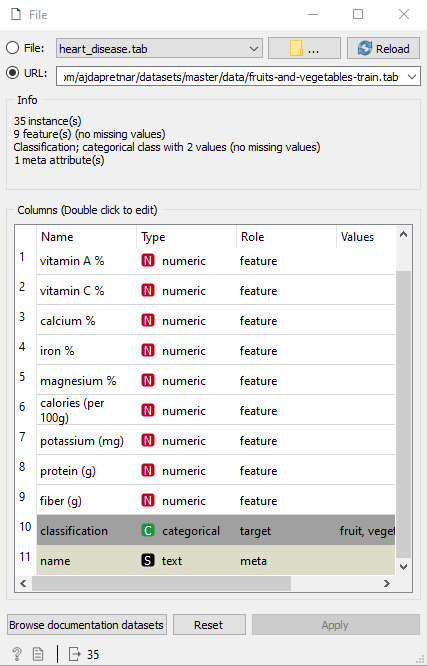 File
File: heart_disease.tab ... Reload
URL: om/ajdapretnar/datasets/master/data/fruits-and-vegetables-train.tab
Info
35 instance(s)
9 feature(s) (no missing values)
Classification; categorical class with 2 values (no missing values)
1 meta attribute(s)
Columns (Double click to edit)
Name Type Role Values
1 vitamin A % N numeric feature
2 vitamin C % N numeric feature
3 calcium % N numeric feature
4 iron % N numeric feature
5 magnesium % N numeric feature
6 calories (per 100g) N numeric feature
7 potassium (mg) N numeric feature
8 protein (g) N numeric feature
9 fiber (g) N numeric feature
10 classification C categorical target fruit, veget
11 name S text meta
Browse documentation datasets Reset Apply
? 35